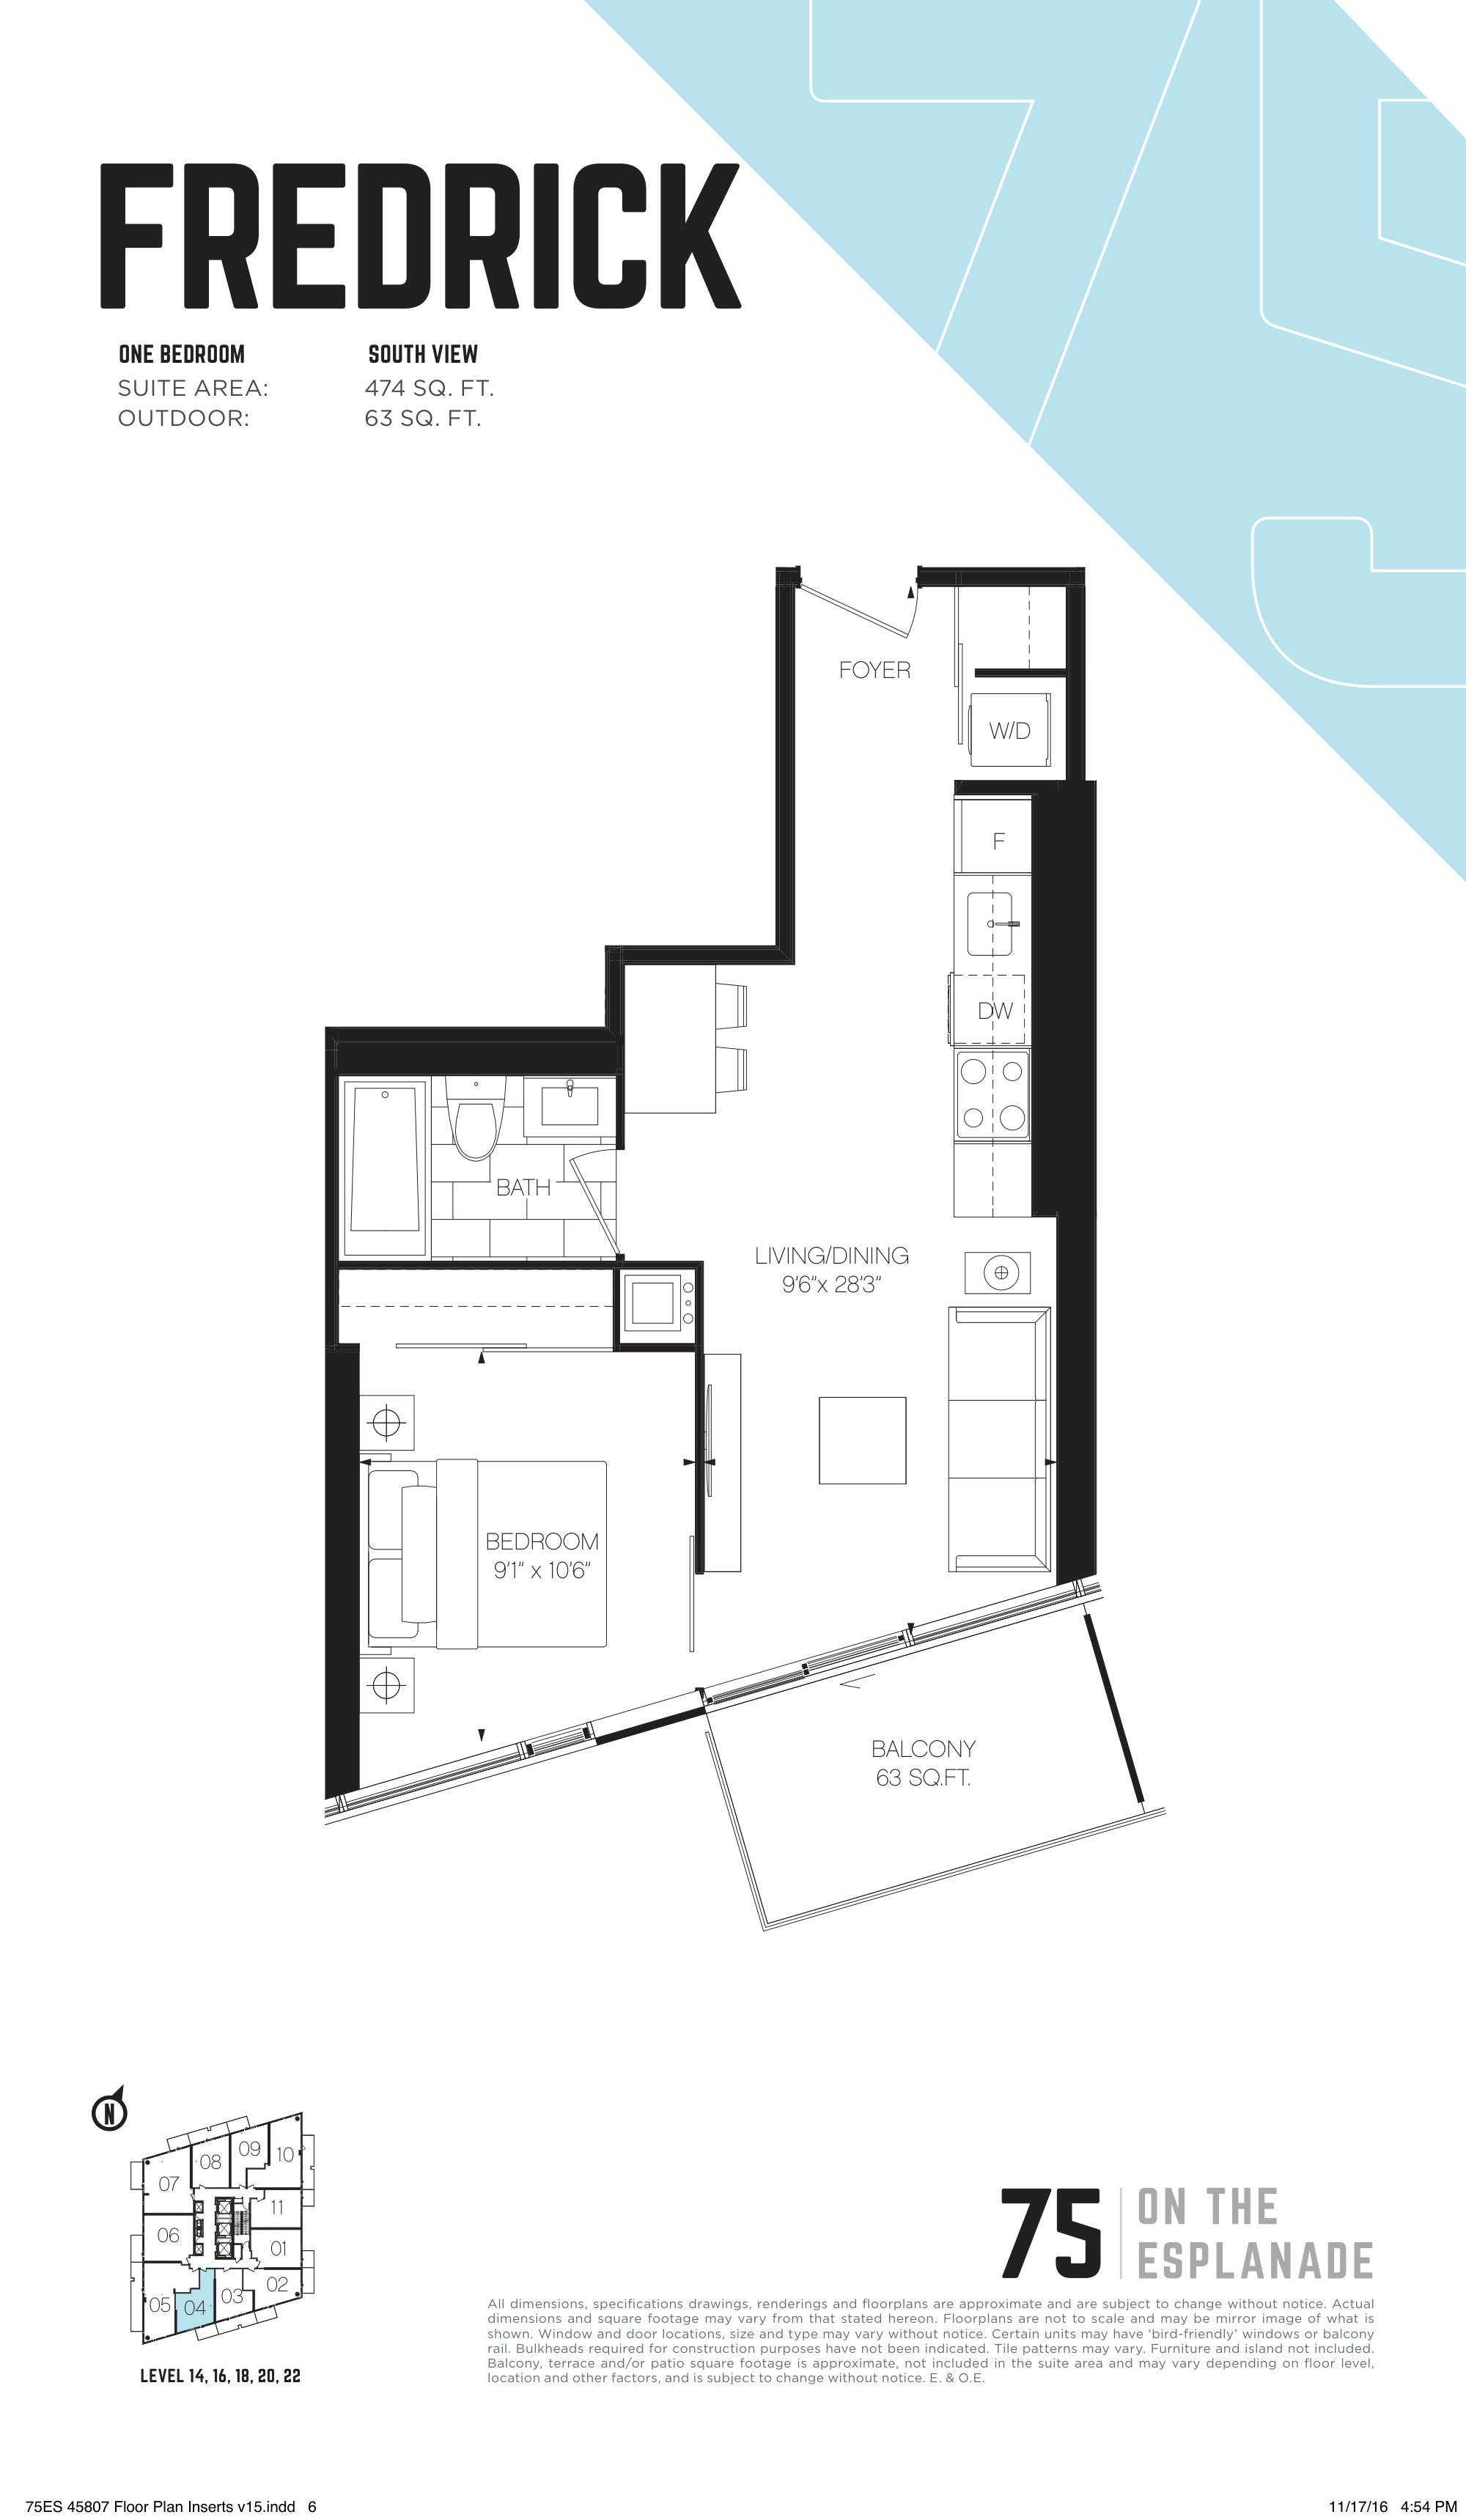 FREDRICK
ONE BEDROOM SOUTH VIEW
SUITE AREA: 474 SQ. FT.
OUTDOOR: 63 SQ. FT.
75
FOYER
W/D
F
DW
BATH
LIVING/DINING
9'6"x 28'3"
BEDROOM
9'1" x 10'6"
BALCONY
63 SQ.FT.
N
09
10
08
07
11
06
01
02
03
05
04
LEVEL 14, 16, 18, 20, 22
75 ON THE
ESPLANADE
All dimensions, specifications drawings, renderings and floorplans are approximate and are subject to change without notice. Actual
dimensions and square footage may vary from that stated hereon. Floorplans are not to scale and may be mirror image of what is
shown. Window and door locations, size and type may vary without notice. Certain units may have 'bird-friendly' windows or balcony
rail. Bulkheads required for construction purposes have not been indicated. Tile patterns may vary. Furniture and island not included.
Balcony, terrace and/or patio square footage is approximate, not included in the suite area and may vary depending on floor level,
location and other factors, and is subject to change without notice. E. & O.E.
75ES 45807 Floor Plan Inserts v15.indd 6
11/17/16 4:54 PM